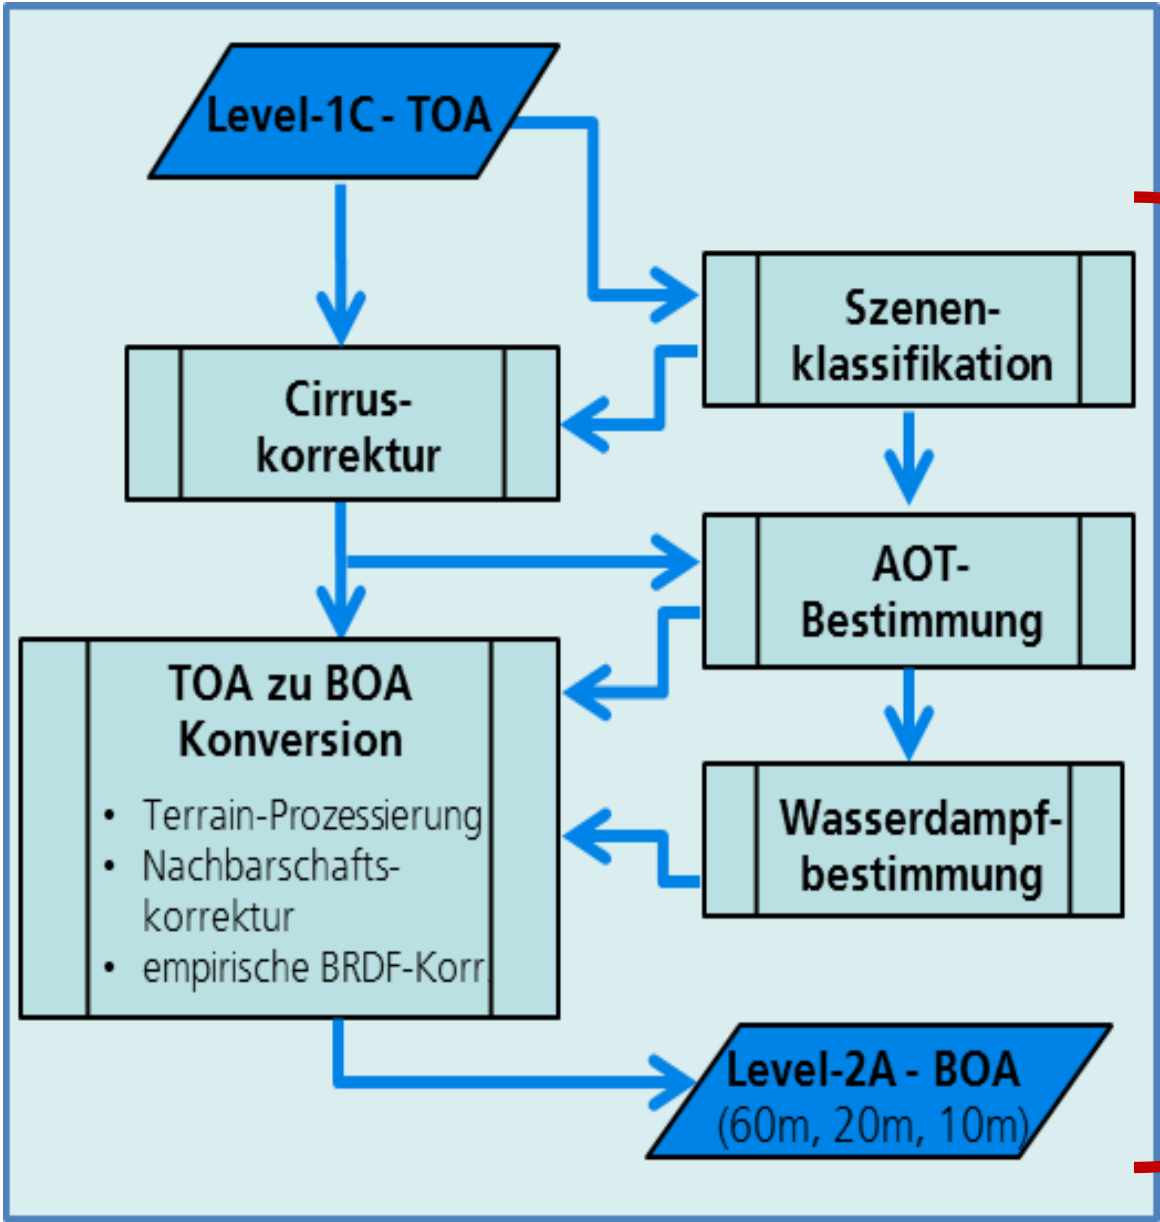 Level-1C - TOA
Szenen-
klassifikation
Cirrus-
korrektur
AOT-
Bestimmung
TOA zu BOA
Konversion
• Terrain-Prozessierung
• Nachbarschafts-
korrektur
• empirische BRDF-Korr.
Wasserdampf-
bestimmung
Level-2A - BOA
(60m, 20m, 10m)